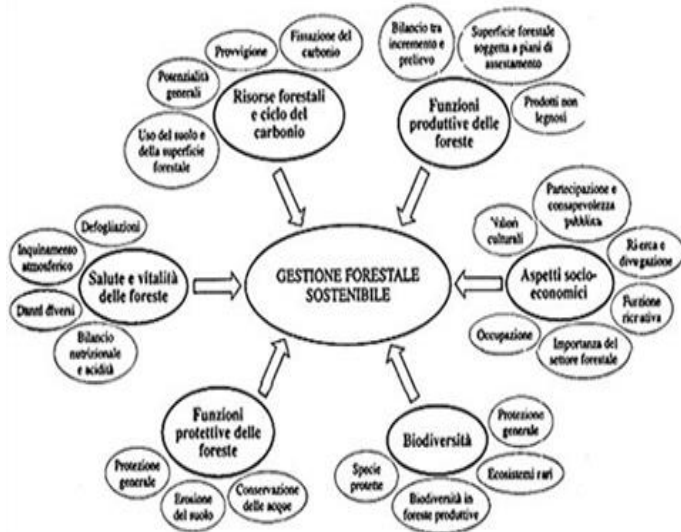 Fissazione del
carbonio
Provvigione
Potenzialità
generali
Uso del suolo e
della superficie
forestale
Risorse forestali
e ciclo del
carbonio
Bilancio tra
incremento e
prelievo
Superficie forestale
soggetta a piani di
assestamento
Prodotti non
legnosi
Funzioni
produttive delle
foreste
Defogliazioni
Inquinamento
atmosferico
Danni diversi
Bilancio
nutrizionale
e acidità
Salute e vitalità
delle foreste
GESTIONE FORESTALE
SOSTENIBILE
Partecipazione e
consapevolezza
pubblica
Valori
culturali
Ricerca e
divugazione
Funzione
ricreativa
Importanza del
settore forestale
Occupazione
Aspetti socio-
economici
Funzioni
protettive delle
foreste
Protezione
generale
Erosione
del suolo
Conservazione
delle acque
Biodiversità
Protezione
generale
Ecosistemi rari
Biodiversità in
foreste produttive
Specie
protette